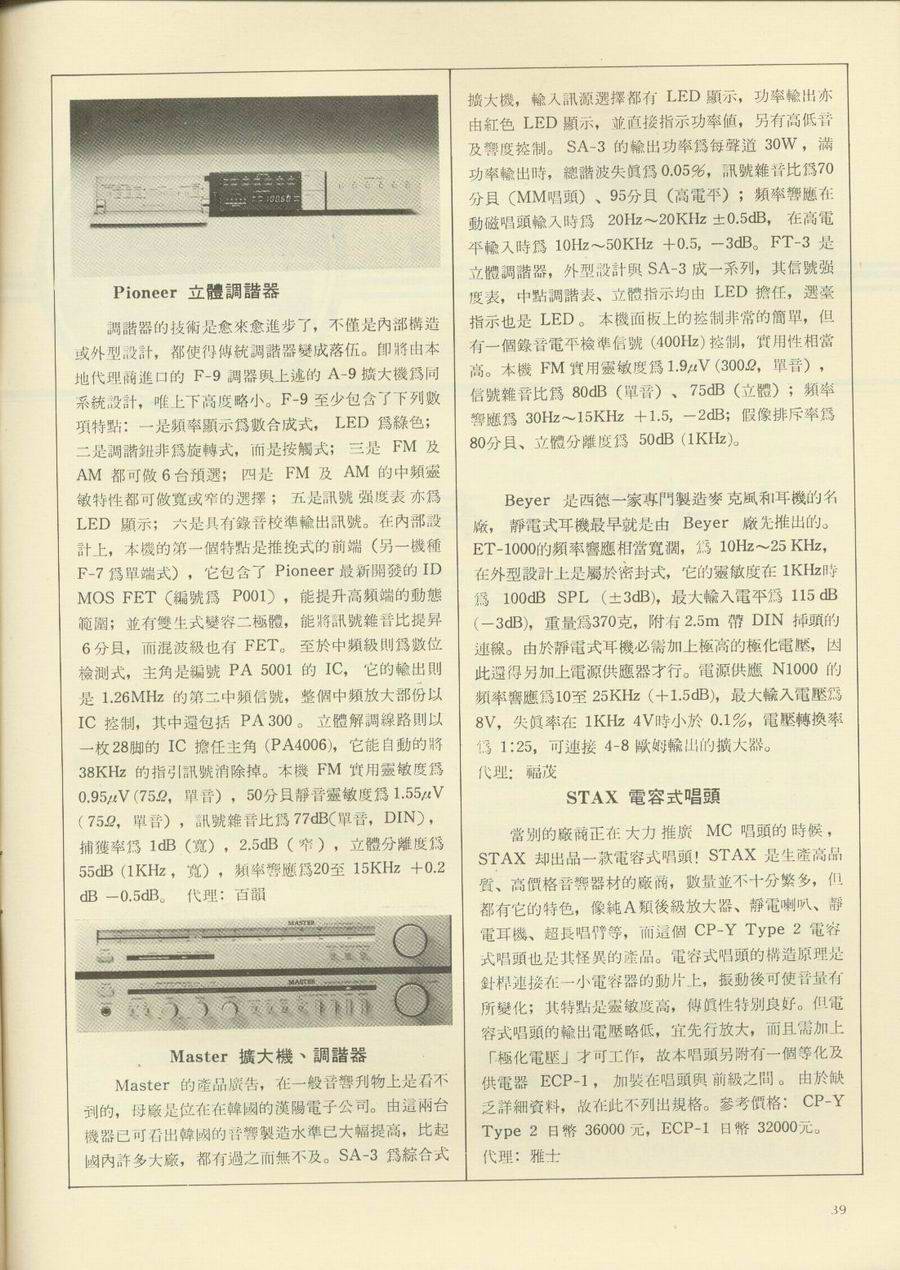 Pioneer 立體調譜器
調譜器的技術是愈來愈進步了，不僅是內部構造
或外型設計，都使得傳統調諧器變成落伍。即將由本
地代理商進口的 F-9 調器與上述的 A-9 擴大機爲同
系統設計，唯上下高度略小。F-9 至少包含了下列數
項特點：一是頻率顯示爲數合成式， LED 爲綠色；
二是調諧鈕非爲旋轉式，而是按觸式；三是 FM 及
AM 都可做 6 台預選；四是 FM 及 AM 的中頻靈
敏特性都可做寬或窄的選擇；五是訊號强度表亦爲
LED 顯示；六是具有錄音校準輸出訊號。在內部設
計上，本機的第一個特點是推挽式的前端（另一機種
F-7 爲單端式），它包含了 Pioneer 最新開發的 ID
MOS FET（編號爲 P001），能提升高頻端的動態
範圍；並有雙生式變容二極體，能將訊號雜音比提昇
6 分貝，而混波級也有 FET。 至於中頻級則爲數位
檢測式，主角是編號 PA 5001 的 IC， 它的輸出則
是 1.26MHz 的第二中頻信號，整個中頻放大部份以
IC 控制，其中還包括 PA300 。 立體解調線路則以
一枚28脚的 IC 擔任主角 (PA4006)，它能自動的將
38KHz 的指引訊號消除掉。本機 FM 實用靈敏度爲
0.95μV (75Ω，單音) ，50分貝靜音靈敏度爲 1.55μV
( 75Ω，單音) ，訊號雜音比爲 77dB(單音，DIN)，
捕獲率爲 1dB (寬) ，2.5dB ( 窄 ) ，立體分離度爲
55dB (1KHz , 寬) ，頻率響應爲20至 15KHz +0.2
dB －0.5dB。 代理：百韻
MASTER
MASTER
Master 擴大機、調諧器
Master 的產品廣告，在一般音響刋物上是看不
到的，母廠是位在在韓國的漢陽電子公司。由這兩台
機器已可看出韓國的音響製造水準已大幅提高，比起
國內許多大廠，都有過之而無不及。SA-3 爲綜合式
擴大機，輸入訊源選擇都有 LED 顯示，功率輸出亦
由紅色 LED 顯示，並直接指示功率值，另有高低音
及響度控制。 SA-3 的輸出功率爲每聲道 30W ，滿
功率輸出時，總諧波失眞爲 0.05%，訊號雜音比爲70
分貝（MM唱頭）、95分貝（高電平）；頻率響應在
動磁唱頭輸入時爲 20Hz～20KHz ±0.5dB， 在高電
平輸入時爲 10Hz～50KHz +0.5，－3dB。 FT-3 是
立體調諧器，外型設計與 SA-3 成一系列，其信號强
度表，中點調諧表、立體指示均由 LED 擔任，選臺
指示也是 LED 。 本機面板上的控制非常的簡單，但
有一個錄音電平檢準信號 (400Hz) 控制，實用性相當
高。本機 FM 實用靈敏度爲 1.9μV (300Ω，單音) ，
信號雜音比爲 80dB（單音）、 75dB（立體）；頻率
響應爲 30Hz～15KHz +1.5，－2dB；假像排斥率爲
80分貝、立體分離度爲 50dB (1KHz)。
Beyer 是西德一家專門製造麥克風和耳機的名
廠， 靜電式耳機最早就是由 Beyer 廠先推出的。
ET-1000的頻率響應相當寬濶，爲 10Hz～25 KHz，
在外型設計上是屬於密封式，它的靈敏度在 1KHz時
爲 100dB SPL (±3dB)，最大輸入電平爲 115 dB
(－3dB)，重量爲370克，附有 2.5m 帶 DIN 挿頭的
連線。由於靜電式耳機必需加上極高的極化電壓，因
此還得另加上電源供應器才行。電源供應 N1000 的
頻率響應爲10至 25KHz (+1.5dB)，最大輸入電壓爲
8V，失眞率在 1KHz 4V時小於 0.1%，電壓轉換率
爲 1:25，可連接 4-8 歐姆輸出的擴大器。
代理：福茂
STAX 電容式唱頭
當別的廠商正在大力推廣 MC 唱頭的時候，
STAX 却出品一款電容式唱頭！STAX 是生產高品
質、高價格音響器材的廠商，數量並不十分繁多，但
都有它的特色，像純A類後級放大器、靜電喇叭、靜
電耳機、超長唱臂等，而這個 CP-Y Type 2 電容
式唱頭也是其怪異的產品。電容式唱頭的構造原理是
針桿連接在一小電容器的動片上，振動後可使音量有
所變化；其特點是靈敏度高，傳眞性特別良好。但電
容式唱頭的輸出電壓略低，宜先行放大，而且需加上
「極化電壓」才可工作，故本唱頭另附有一個等化及
供電器 ECP-1， 加裝在唱頭與前級之間 。 由於缺
乏詳細資料，故在此不列出規格。參考價格： CP-Y
Type 2 日幣 36000 元，ECP-1 日幣 32000元。
代理：雅士
39